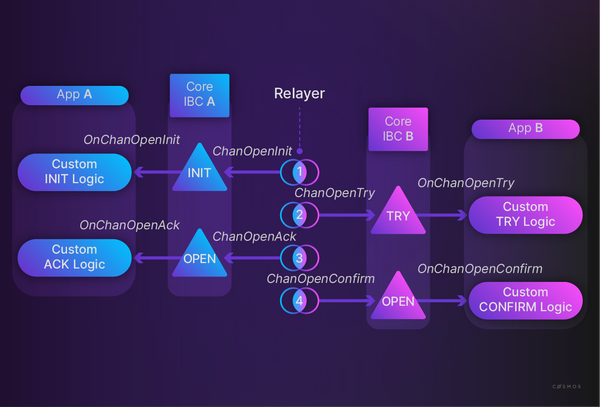 App A
Core
IBC A
Relayer
Core
IBC B
App B
OnChanOpenInit
ChanOpenInit
Custom
INIT Logic
INIT
1
ChanOpenTry
OnChanOpenTry
2
TRY
Custom
TRY Logic
OnChanOpenAck
ChanOpenAck
Custom
ACK Logic
OPEN
3
ChanOpenConfirm
OnChanOpenConfirm
4
OPEN
Custom
CONFIRM Logic
COSMOS